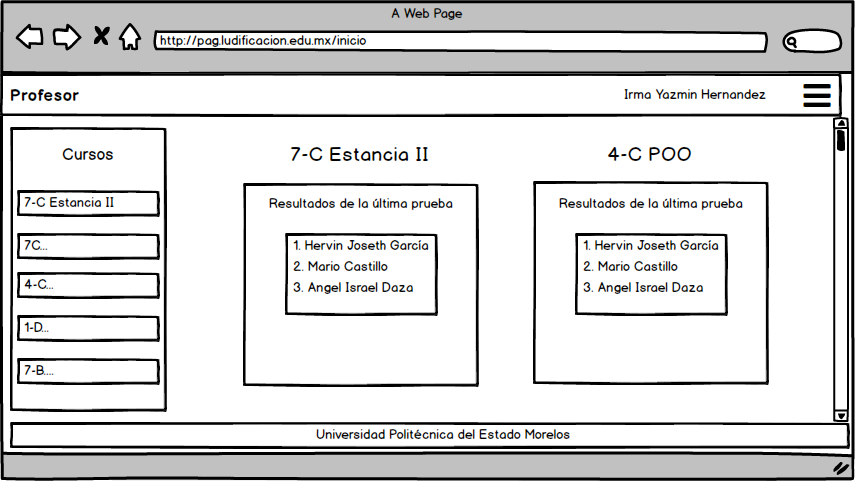 A Web Page
http://pag.ludificacion.edu.mx/inicio
Profesor
Irma Yazmin Hernandez
Cursos
7-C Estancia II
7C...
4-C...
1-D...
7-B....
7-C Estancia II
Resultados de la última prueba
1. Hervin Joseth García
2. Mario Castillo
3. Angel Israel Daza
4-C POO
Resultados de la última prueba
1. Hervin Joseth García
2. Mario Castillo
3. Angel Israel Daza
Universidad Politécnica del Estado Morelos